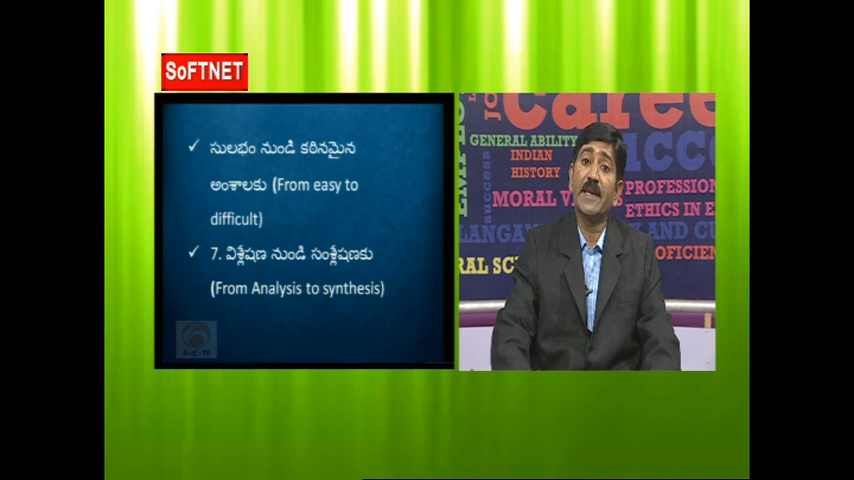 SoFTNET
✓ సులభం నుండి కఠినమైన
అంశాలకు (From easy to
difficult)
✓ 7. విశ్లేషణ నుండి సంశ్లేషణకు
(From Analysis to synthesis)
GENERAL ABILITY
INDIAN
HISTORY
success
MORAL
PROFESSION
ETHICS IN E
AND CU
OFICIEN